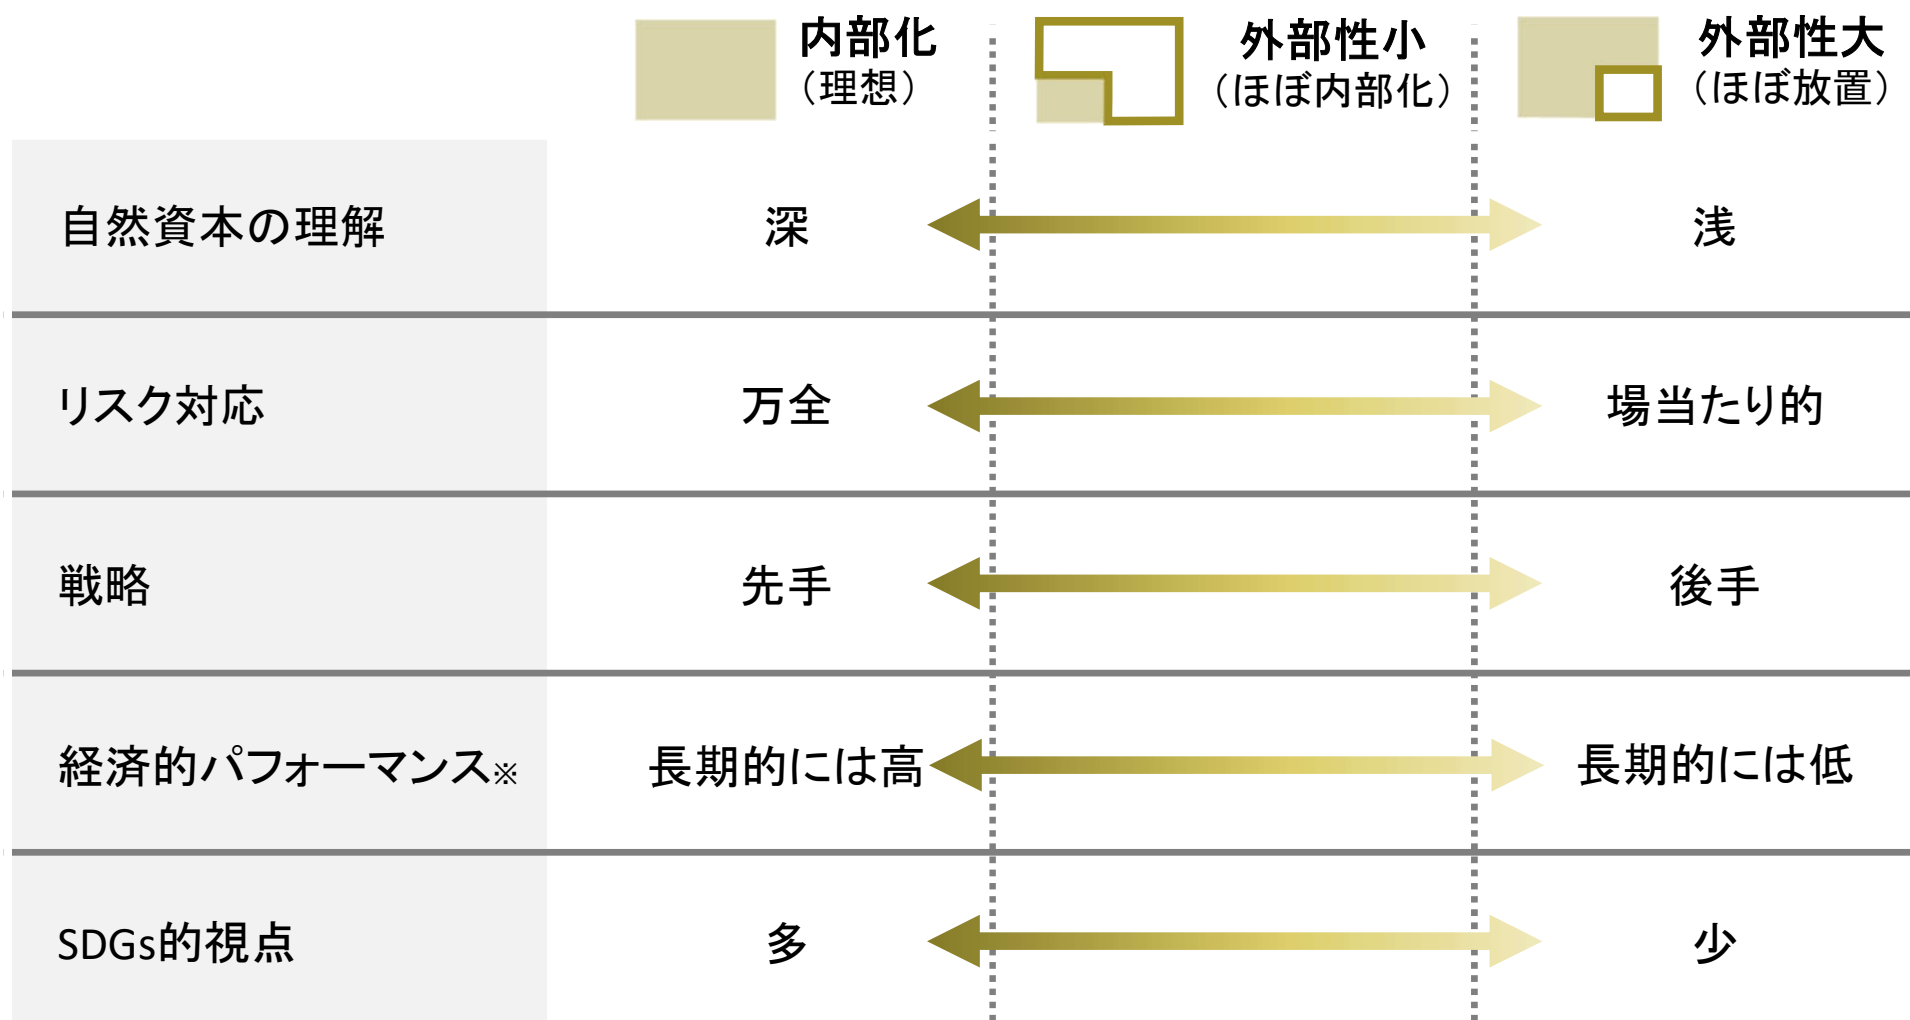 内部化
（理想）
外部性小
（ほぼ内部化）
外部性大
（ほぼ放置）
自然資本の理解
深
浅
リスク対応
万全
場当たり的
戦略
先手
後手
経済的パフォーマンス※
長期的には高
長期的には低
SDGs的視点
多
少